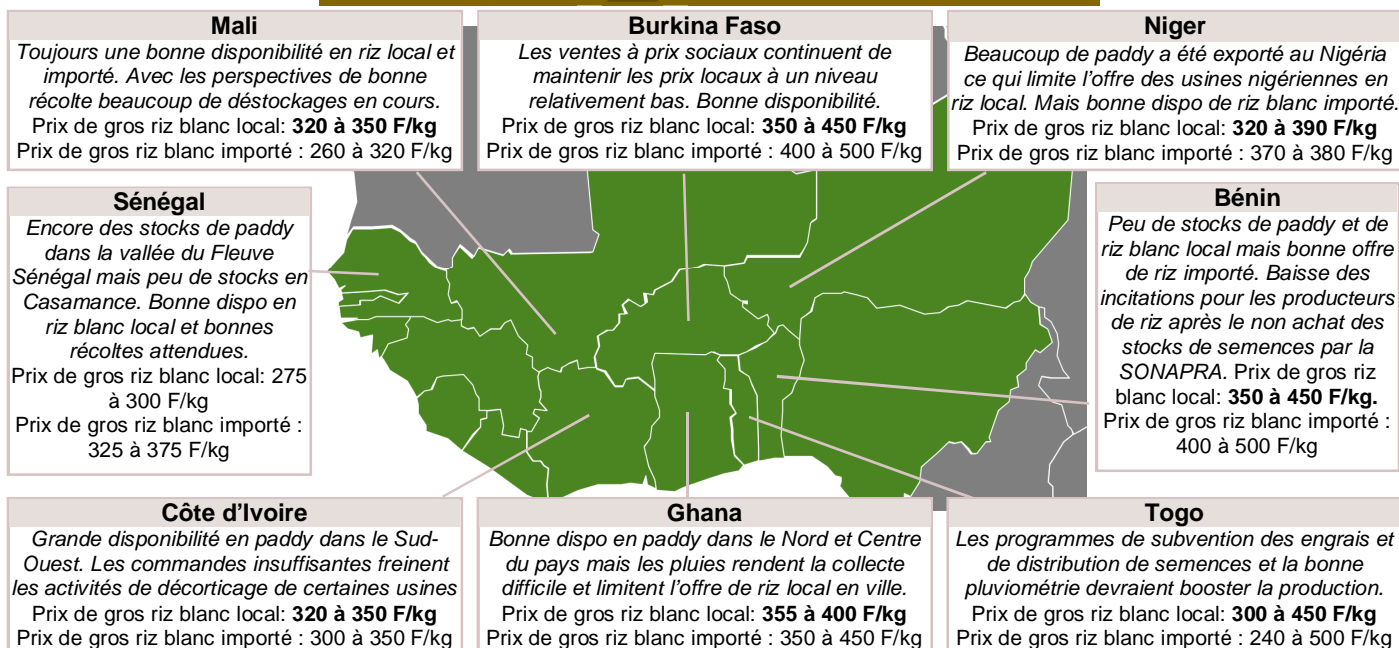 Mali
Toujours une bonne disponibilité en riz local et
importé. Avec les perspectives de bonne
récolte beaucoup de déstockages en cours.
Prix de gros riz blanc local: 320 à 350 F/kg
Prix de gros riz blanc importé : 260 à 320 F/kg
Burkina Faso
Les ventes à prix sociaux continuent de
maintenir les prix locaux à un niveau
relativement bas. Bonne disponibilité.
Prix de gros riz blanc local: 350 à 450 F/kg
Prix de gros riz blanc importé : 400 à 500 F/kg
Niger
Beaucoup de paddy a été exporté au Nigéria
ce qui limite l'offre des usines nigériennes en
riz local. Mais bonne dispo de riz blanc importé.
Prix de gros riz blanc local: 320 à 390 F/kg
Prix de gros riz blanc importé : 370 à 380 F/kg
Sénégal
Encore des stocks de paddy
dans la vallée du Fleuve
Sénégal mais peu de stocks en
Casamance. Bonne dispo en
riz blanc local et bonnes
récoltes attendues.
Prix de gros riz blanc local: 275
à 300 F/kg
Prix de gros riz blanc importé :
325 à 375 F/kg
Bénin
Peu de stocks de paddy et de
riz blanc local mais bonne offre
de riz importé. Baisse des
incitations pour les producteurs
de riz après le non achat des
stocks de semences par la
SONAPRA. Prix de gros riz
blanc local: 350 à 450 F/kg.
Prix de gros riz blanc importé :
400 à 500 F/kg
Côte d'Ivoire
Grande disponibilité en paddy dans le Sud-
Ouest. Les commandes insuffisantes freinent
les activités de décorticage de certaines usines
Prix de gros riz blanc local: 320 à 350 F/kg
Prix de gros riz blanc importé : 300 à 350 F/kg
Ghana
Bonne dispo en paddy dans le Nord et Centre
du pays mais les pluies rendent la collecte
difficile et limitent l'offre de riz local en ville.
Prix de gros riz blanc local: 355 à 400 F/kg
Prix de gros riz blanc importé : 350 à 450 F/kg
Togo
Les programmes de subvention des engrais et
de distribution de semences et la bonne
pluviométrie devraient booster la production.
Prix de gros riz blanc local: 300 à 450 F/kg
Prix de gros riz blanc importé : 240 à 500 F/kg